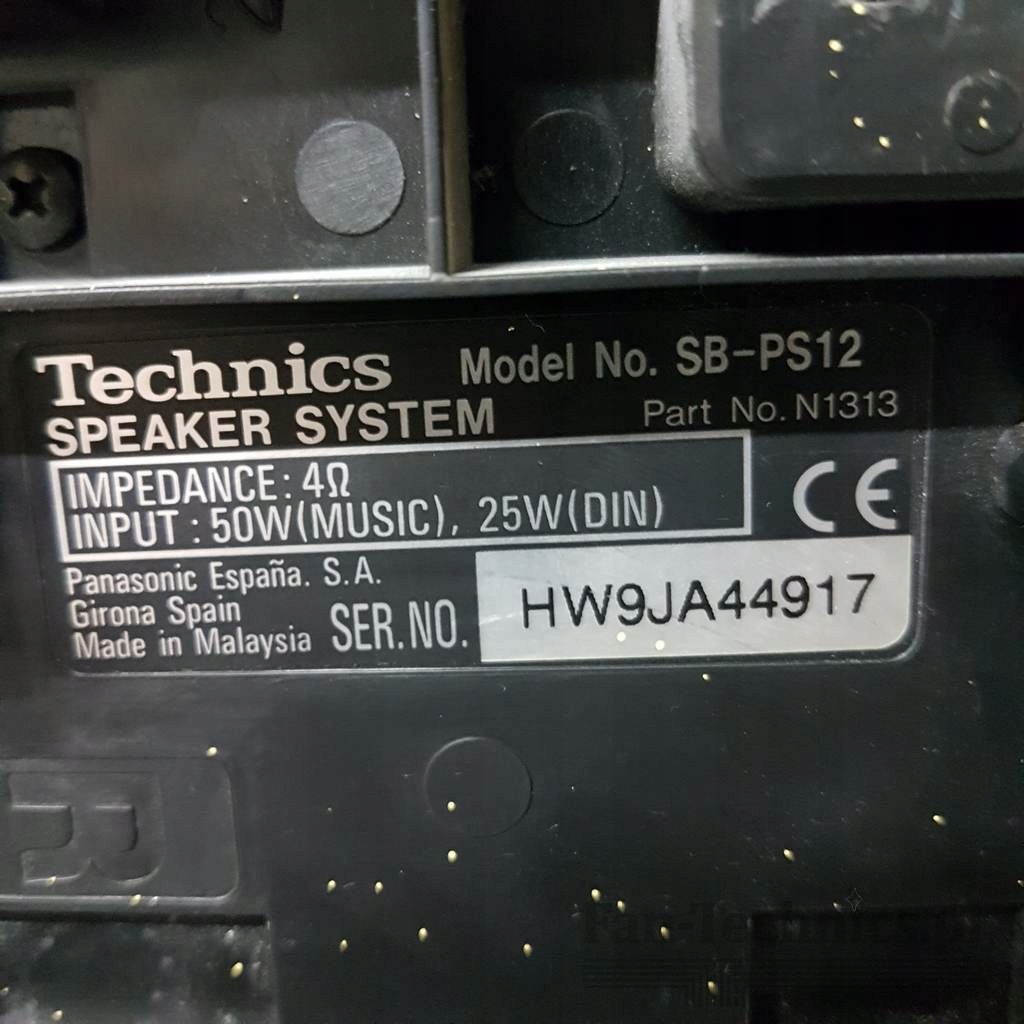 Technics
Model No. SB-PS12
SPEAKER SYSTEM
Part No. N1313
IMPEDANCE: 4Ω
INPUT : 50W(MUSIC), 25W(DIN)
CE
Panasonic España. S.A.
Girona Spain
Made in Malaysia
SER.NO. HW9JA44917
R